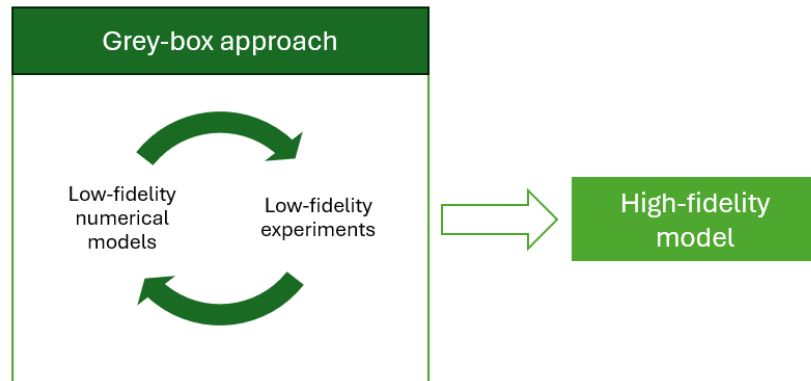 Grey-box approach
Low-fidelity
numerical
models
Low-fidelity
experiments
High-fidelity
model